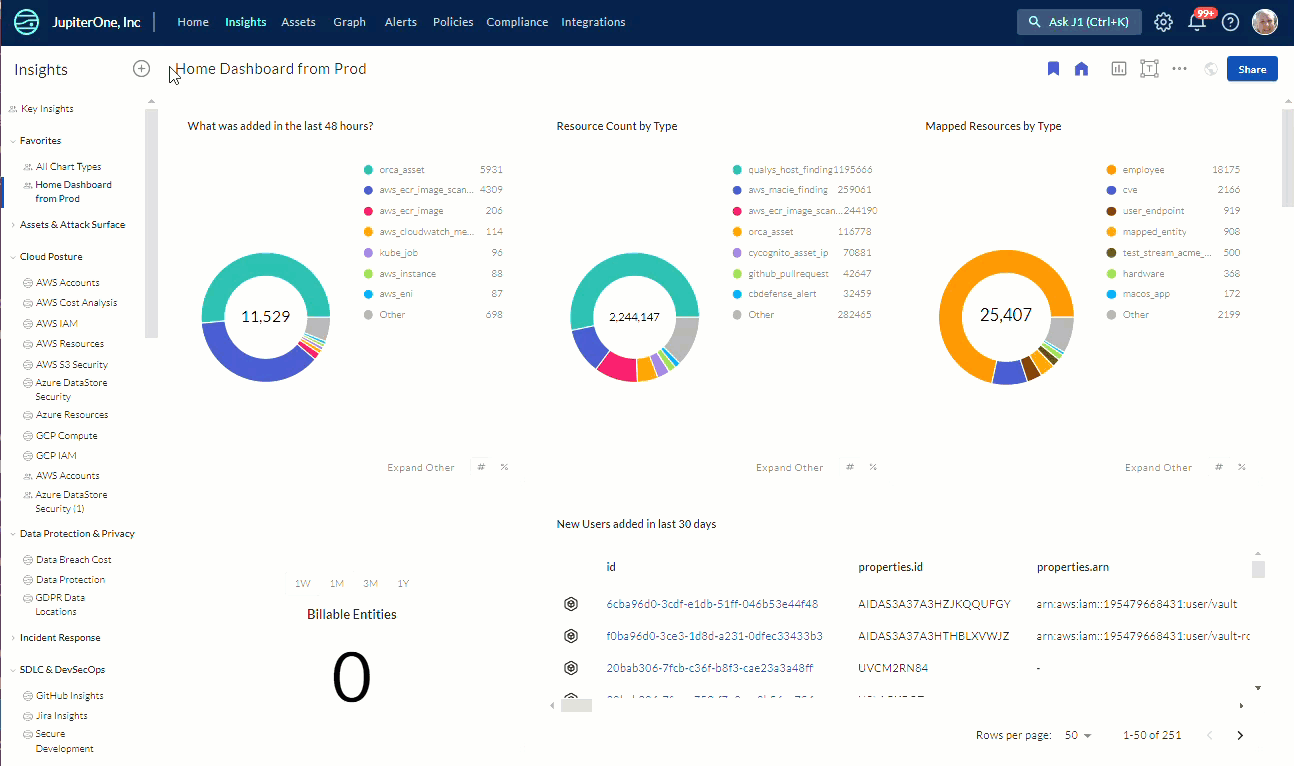 JupiterOne, Inc
Home Insights Assets Graph Alerts Policies Compliance Integrations
Ask J1 (Ctrl+K)
99+
Insights
Home Dashboard from Prod
Share
Key Insights
Favorites
All Chart Types
Home Dashboard
from Prod
Assets & Attack Surface
Cloud Posture
AWS Accounts
AWS Cost Analysis
AWS IAM
AWS Resources
AWS S3 Security
Azure DataStore
Security
Azure Resources
GCP Compute
GCP IAM
AWS Accounts
Azure DataStore
Security (1)
Data Protection & Privacy
Data Breach Cost
Data Protection
GDPR Data
Locations
Incident Response
SDLC & DevSecOps
GitHub Insights
Jira Insights
Secure
Development
What was added in the last 48 hours?
11,529
orca_asset 5931
aws_ecr_image_scan... 4309
aws_ecr_image 206
aws_cloudwatch_me... 114
kube_job 96
aws_instance 88
aws_eni 87
Other 698
Expand Other # %
Resource Count by Type
2,244,147
qualys_host_finding 1195666
aws_macie_finding 259061
aws_ecr_image_scan... 244190
orca_asset 116778
cycognito_asset_ip 70881
github_pullrequest 42647
cbdefense_alert 32459
Other 282465
Expand Other # %
Mapped Resources by Type
25,407
employee 18175
cve 2166
user_endpoint 919
mapped_entity 908
test_stream_acme_... 500
hardware 368
macos_app 172
Other 2199
Expand Other # %
1W 1M 3M 1Y
Billable Entities
0
New Users added in last 30 days
id properties.id properties.arn
6cba96d0-3cdf-e1db-51ff-046b53e44f48 AIDAS3A37A3HZJKQQUFGY arn:aws:iam::195479668431:user/vault
f0ba96d0-3ce3-1d8d-a231-0dfec33433b3 AIDAS3A37A3HTHBLXVWJZ arn:aws:iam::195479668431:user/vault-rc
20bab306-7fcb-c36f-b8f3-cae23a3a48ff UVCM2RN84 -
Rows per page: 50 1-50 of 251